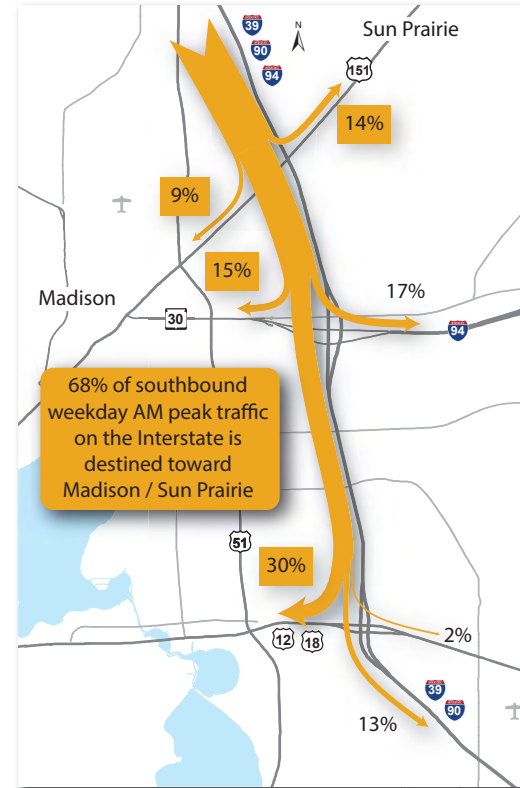 N
39
90
94
Sun Prairie
151
14%
9%
15%
17%
Madison
30
94
68% of southbound
weekday AM peak traffic
on the Interstate is
destined toward
Madison / Sun Prairie
51
30%
12
18
2%
39
90
13%